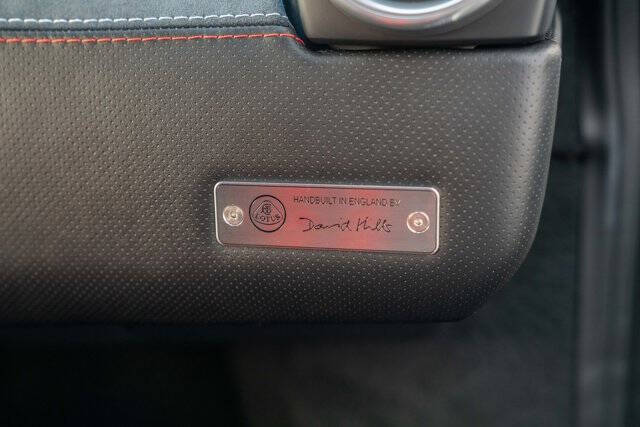 LOTUS
HANDBUILT IN ENGLAND BY
David Hills